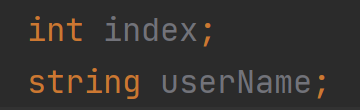 int index;
string userName;